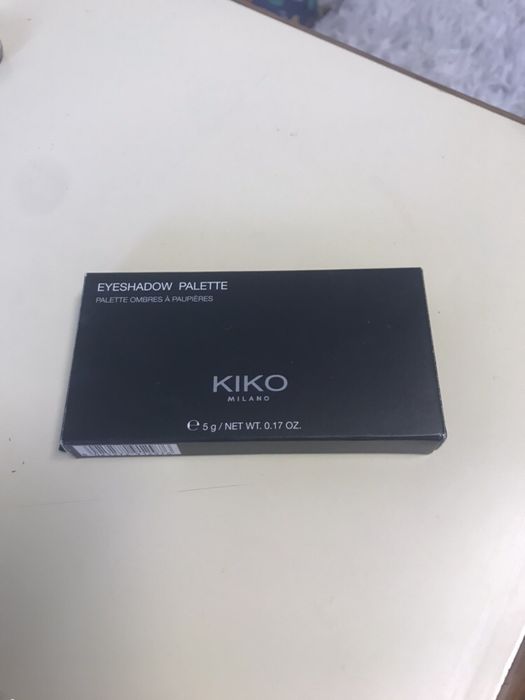 EYESHADOW PALETTE
PALETTE OMBRES À PAUPIÈRES
KIKO
MILANO
℮ 5 g / NET WT. 0.17 OZ.